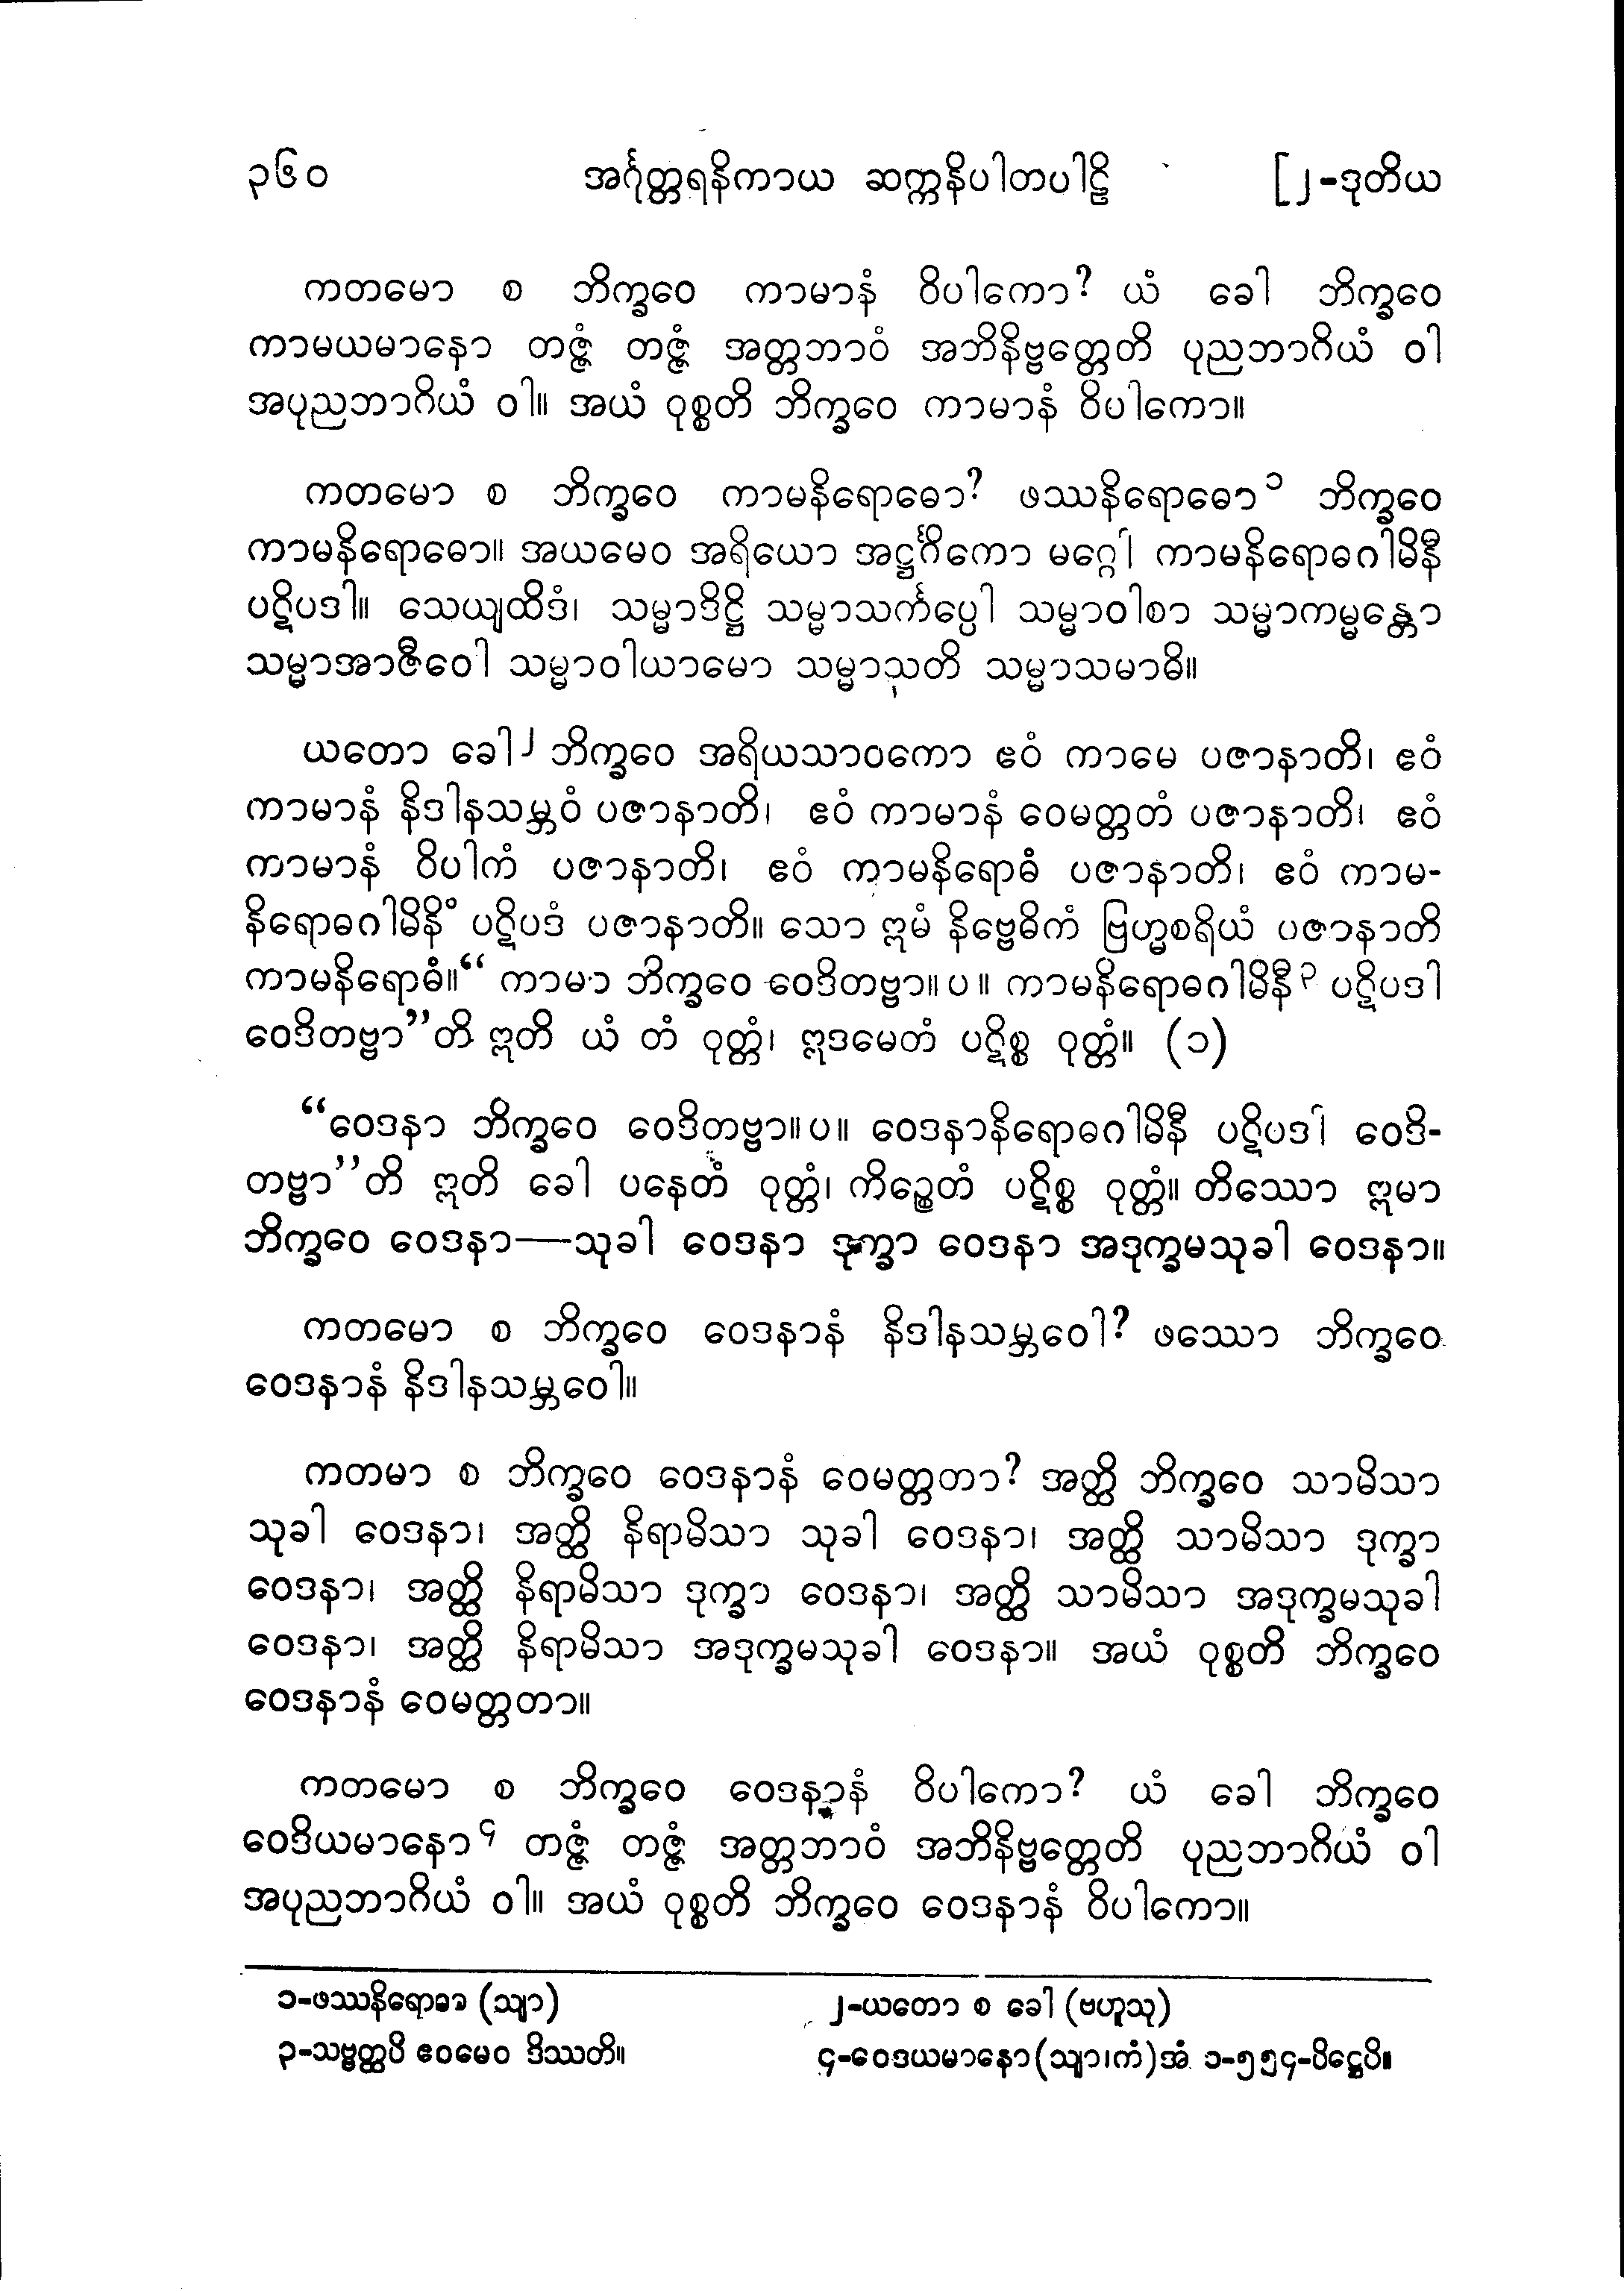 ၃၆၀ အင်္ဂုတ္တရနိကာယ ဆက္ကနိပါတပါဠိ [၂-ဒုတိယ
ကတမော စ ဘိက္ခဝေ ကာမာနံ ဝိပါကော? ယံ ခေါ ဘိက္ခဝေ
ကာမယမာနော တဇ္ဇံ တဇ္ဇံ အတ္တဘာဝံ အဘိနိဗ္ဗတ္တေတိ ပုညဘာဂိယံ ဝါ
အပုညဘာဂိယံ ဝါ။ အယံ ဝုစ္စတိ ဘိက္ခဝေ ကာမာနံ ဝိပါကော။
ကတမော စ ဘိက္ခဝေ ကာမနိရောဓော? ဖဿနိရောဓော၁ ဘိက္ခဝေ
ကာမနိရောဓော။ အယမေဝ အရိယော အဋ္ဌင်္ဂိကော မဂ္ဂေါ ကာမနိရောဓဂါမိနီ
ပဋိပဒါ။ သေယျထိဒံ၊ သမ္မာဒိဋ္ဌိ သမ္မာသင်္ကပ္ပေါ သမ္မာဝါစာ သမ္မာကမ္မန္တော
သမ္မာအာဇီဝေါ သမ္မာဝါယာမော သမ္မာသတိ သမ္မာသမာဓိ။
ယတော ခေါ၂ ဘိက္ခဝေ အရိယသာဝကော ဧဝံ ကာမေ ပဇာနာတိ၊ ဧဝံ
ကာမာနံ နိဒါနသမ္ဘဝံ ပဇာနာတိ၊ ဧဝံ ကာမာနံ ဝေမတ္တတံ ပဇာနာတိ၊ ဧဝံ
ကာမာနံ ဝိပါကံ ပဇာနာတိ၊ ဧဝံ ကာမနိရောဓံ ပဇာနာတိ၊ ဧဝံ ကာမ-
နိရောဓဂါမိနိံ ပဋိပဒံ ပဇာနာတိ။ သော ဣမံ နိဗ္ဗေဓိကံ ဗြဟ္မစရိယံ ပဇာနာတိ
ကာမနိရောဓံ။“ ကာမာ ဘိက္ခဝေ ဝေဒိတဗ္ဗာ။ပ။ ကာမနိရောဓဂါမိနီ၃ ပဋိပဒါ
ဝေဒိတဗ္ဗာ”တိ ဣတိ ယံ တံ ဝုတ္တံ၊ ဣဒမေတံ ပဋိစ္စ ဝုတ္တံ။ (၁)
“ဝေဒနာ ဘိက္ခဝေ ဝေဒိတဗ္ဗာ။ပ။ ဝေဒနာနိရောဓဂါမိနီ ပဋိပဒါ ဝေဒိ-
တဗ္ဗာ”တိ ဣတိ ခေါ ပနေတံ ဝုတ္တံ၊ ကိဉ္စေတံ ပဋိစ္စ ဝုတ္တံ။ တိဿော ဣမာ
ဘိက္ခဝေ ဝေဒနာ—သုခါ ဝေဒနာ ဒုက္ခာ ဝေဒနာ အဒုက္ခမသုခါ ဝေဒနာ။
ကတမော စ ဘိက္ခဝေ ဝေဒနာနံ နိဒါနသမ္ဘဝေါ? ဖဿော ဘိက္ခဝေ
ဝေဒနာနံ နိဒါနသမ္ဘဝေါ။
ကတမာ စ ဘိက္ခဝေ ဝေဒနာနံ ဝေမတ္တတာ? အတ္ထိ ဘိက္ခဝေ သာမိသာ
သုခါ ဝေဒနာ၊ အတ္ထိ နိရာမိသာ သုခါ ဝေဒနာ၊ အတ္ထိ သာမိသာ ဒုက္ခာ
ဝေဒနာ၊ အတ္ထိ နိရာမိသာ ဒုက္ခာ ဝေဒနာ၊ အတ္ထိ သာမိသာ အဒုက္ခမသုခါ
ဝေဒနာ၊ အတ္ထိ နိရာမိသာ အဒုက္ခမသုခါ ဝေဒနာ။ အယံ ဝုစ္စတိ ဘိက္ခဝေ
ဝေဒနာနံ ဝေမတ္တတာ။
ကတမော စ ဘိက္ခဝေ ဝေဒနာနံ ဝိပါကော? ယံ ခေါ ဘိက္ခဝေ
ဝေဒိယမာနော၄ တဇ္ဇံ တဇ္ဇံ အတ္တဘာဝံ အဘိနိဗ္ဗတ္တေတိ ပုညဘာဂိယံ ဝါ
အပုညဘာဂိယံ ဝါ။ အယံ ဝုစ္စတိ ဘိက္ခဝေ ဝေဒနာနံ ဝိပါကော။
၁-ဖဿနိရောဓာ (သျာ) ၂-ယတော စ ခေါ (ဗဟူသု)
၃-သဗ္ဗတ္ထပိ ဧဝမေဝ ဒိဿတိ။ ၄-ဝေဒယမာနော(သျာ၊ကံ)အံ ၁-၅၅၄-ပိဋ္ဌေပိ။